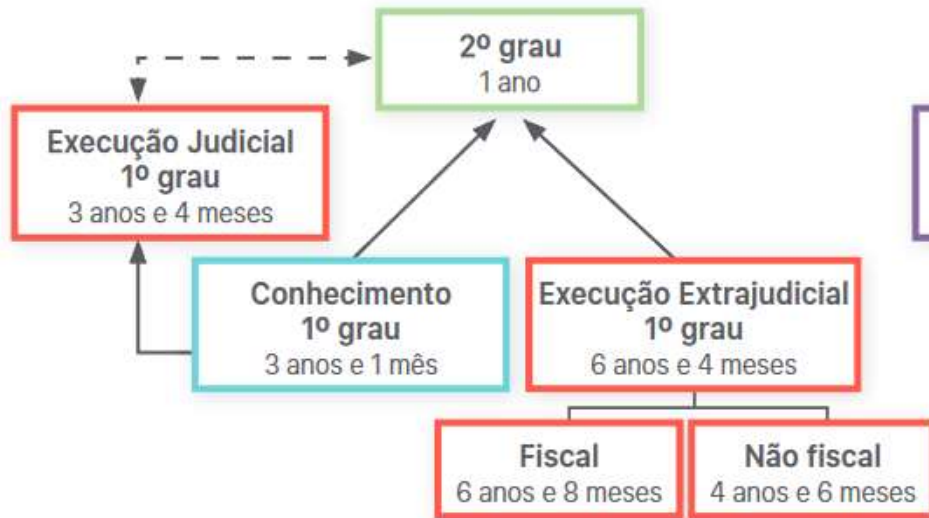 2º grau
1 ano
Execução Judicial
1º grau
3 anos e 4 meses
Conhecimento
1º grau
3 anos e 1 mês
Execução Extrajudicial
1º grau
6 anos e 4 meses
Fiscal
6 anos e 8 meses
Não fiscal
4 anos e 6 meses